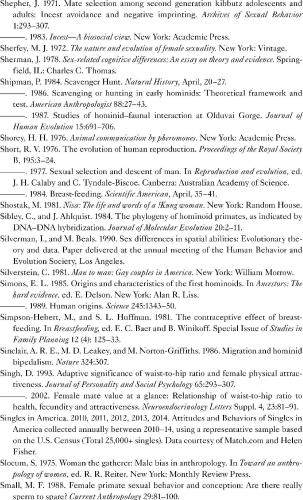 Shepher, J. 1971. Mate selection among second generation kibbutz adolescents and
adults: Incest avoidance and negative imprinting. Archives of Sexual Behavior
1:293–307.
———. 1983. Incest—A biosocial view. New York: Academic Press.
Sherfey, M. J. 1972. The nature and evolution of female sexuality. New York: Vintage.
Sherman, J. 1978. Sex-related cognitive differences: An essay on theory and evidence. Spring-
field, IL: Charles C. Thomas.
Shipman, P. 1984. Scavenger Hunt. Natural History, April, 20–27.
———. 1986. Scavenging or hunting in early hominids: Theoretical framework and
test. American Anthropologist 88:27–43.
———. 1987. Studies of hominid–faunal interaction at Olduvai Gorge. Journal of
Human Evolution 15:691–706.
Shorey, H. H. 1976. Animal communication by pheromones. New York: Academic Press.
Short, R. V. 1976. The evolution of human reproduction. Proceedings of the Royal Society
B, 195:3–24.
———. 1977. Sexual selection and descent of man. In Reproduction and evolution, ed.
J. H. Calaby and C. Tyndale-Biscoe. Canberra: Australian Academy of Science.
———. 1984. Breast-feeding. Scientific American, April, 35–41.
Shostak, M. 1981. Nisa: The life and words of a !Kung woman. New York: Random House.
Sibley, C., and J. Ahlquist. 1984. The phylogeny of hominoid primates, as indicated by
DNA–DNA hybridization. Journal of Molecular Evolution 20:2–11.
Silverman, I., and M. Beals. 1990. Sex differences in spatial abilities: Evolutionary the-
ory and data. Paper delivered at the annual meeting of the Human Behavior and
Evolution Society, Los Angeles.
Silverstein, C. 1981. Man to man: Gay couples in America. New York: William Morrow.
Simons, E. L. 1985. Origins and characteristics of the first hominoids. In Ancestors: The
hard evidence, ed. E. Delson. New York: Alan R. Liss.
———. 1989. Human origins. Science 245:1343–50.
Simpson-Hebert, M., and S. L. Huffman. 1981. The contraceptive effect of breast-
feeding. In Breastfeeding, ed. E. C. Baer and B. Winikoff. Special Issue of Studies in
Family Planning 12 (4): 125–33.
Sinclair, A. R. E., M. D. Leakey, and M. Norton-Griffiths. 1986. Migration and hominid
bipedalism. Nature 324:307.
Singh, D. 1993. Adaptive significance of waist-to-hip ratio and female physical attrac-
tiveness. Journal of Personality and Social Psychology 65:293–307.
———. 2002. Female mate value at a glance: Relationship of waist-to-hip ratio to
health, fecundity and attractiveness. Neuroendocrinology Letters Suppl. 4, 23:81–91.
Singles in America. 2010, 2011, 2012, 2013, 2014. Attitudes and Behaviors of Singles in
America collected annually between 2010–14, using a representative sample based
on the U.S. Census (Total 25,000+ singles). Data courtesy of Match.com and Helen
Fisher.
Slocum, S. 1975. Woman the gatherer: Male bias in anthropology. In Toward an anthro-
pology of women, ed. R. R. Reiter. New York: Monthly Review Press.
Small, M. F. 1988. Female primate sexual behavior and conception: Are there really
sperm to spare? Current Anthropology 29:81–100.